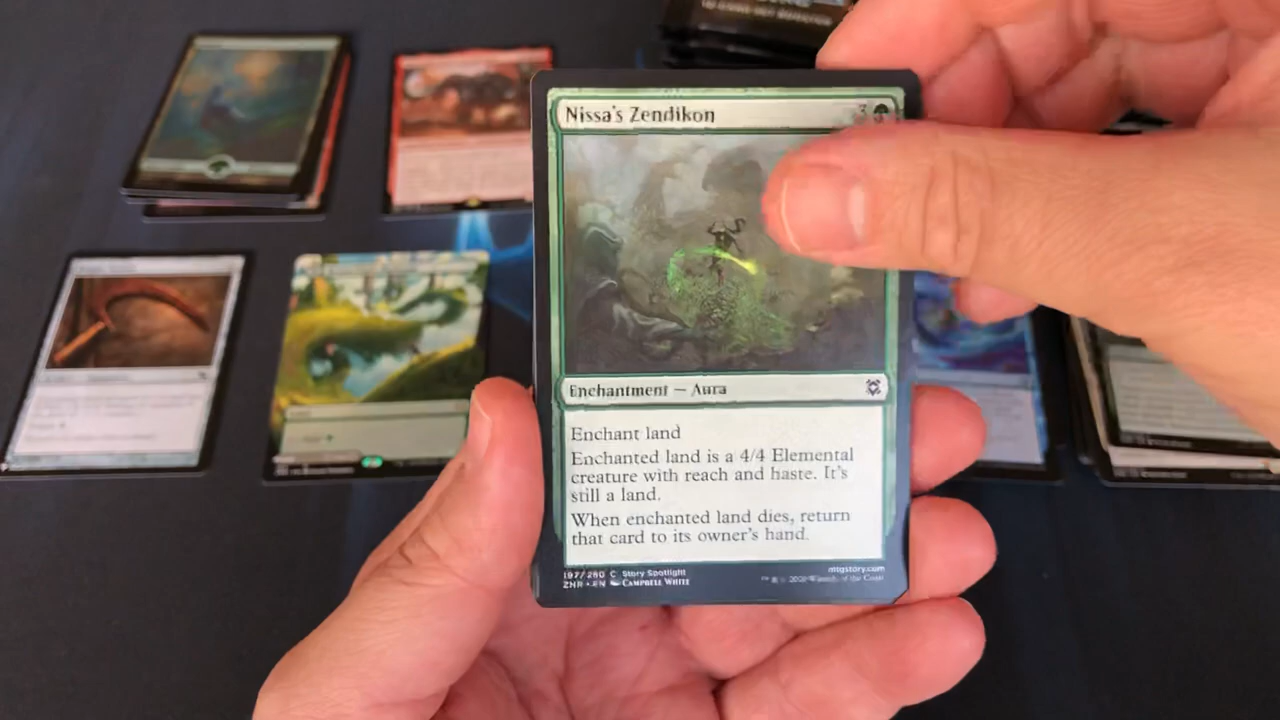 Nissa's Zendikon
3
Enchantment — Aura
Enchant land
Enchanted land is a 4/4 Elemental
creature with reach and haste. It's
still a land.
When enchanted land dies, return
that card to its owner's hand.
197/280 C Story Spotlight
mtgstory.com
ZNR • EN Campbell White